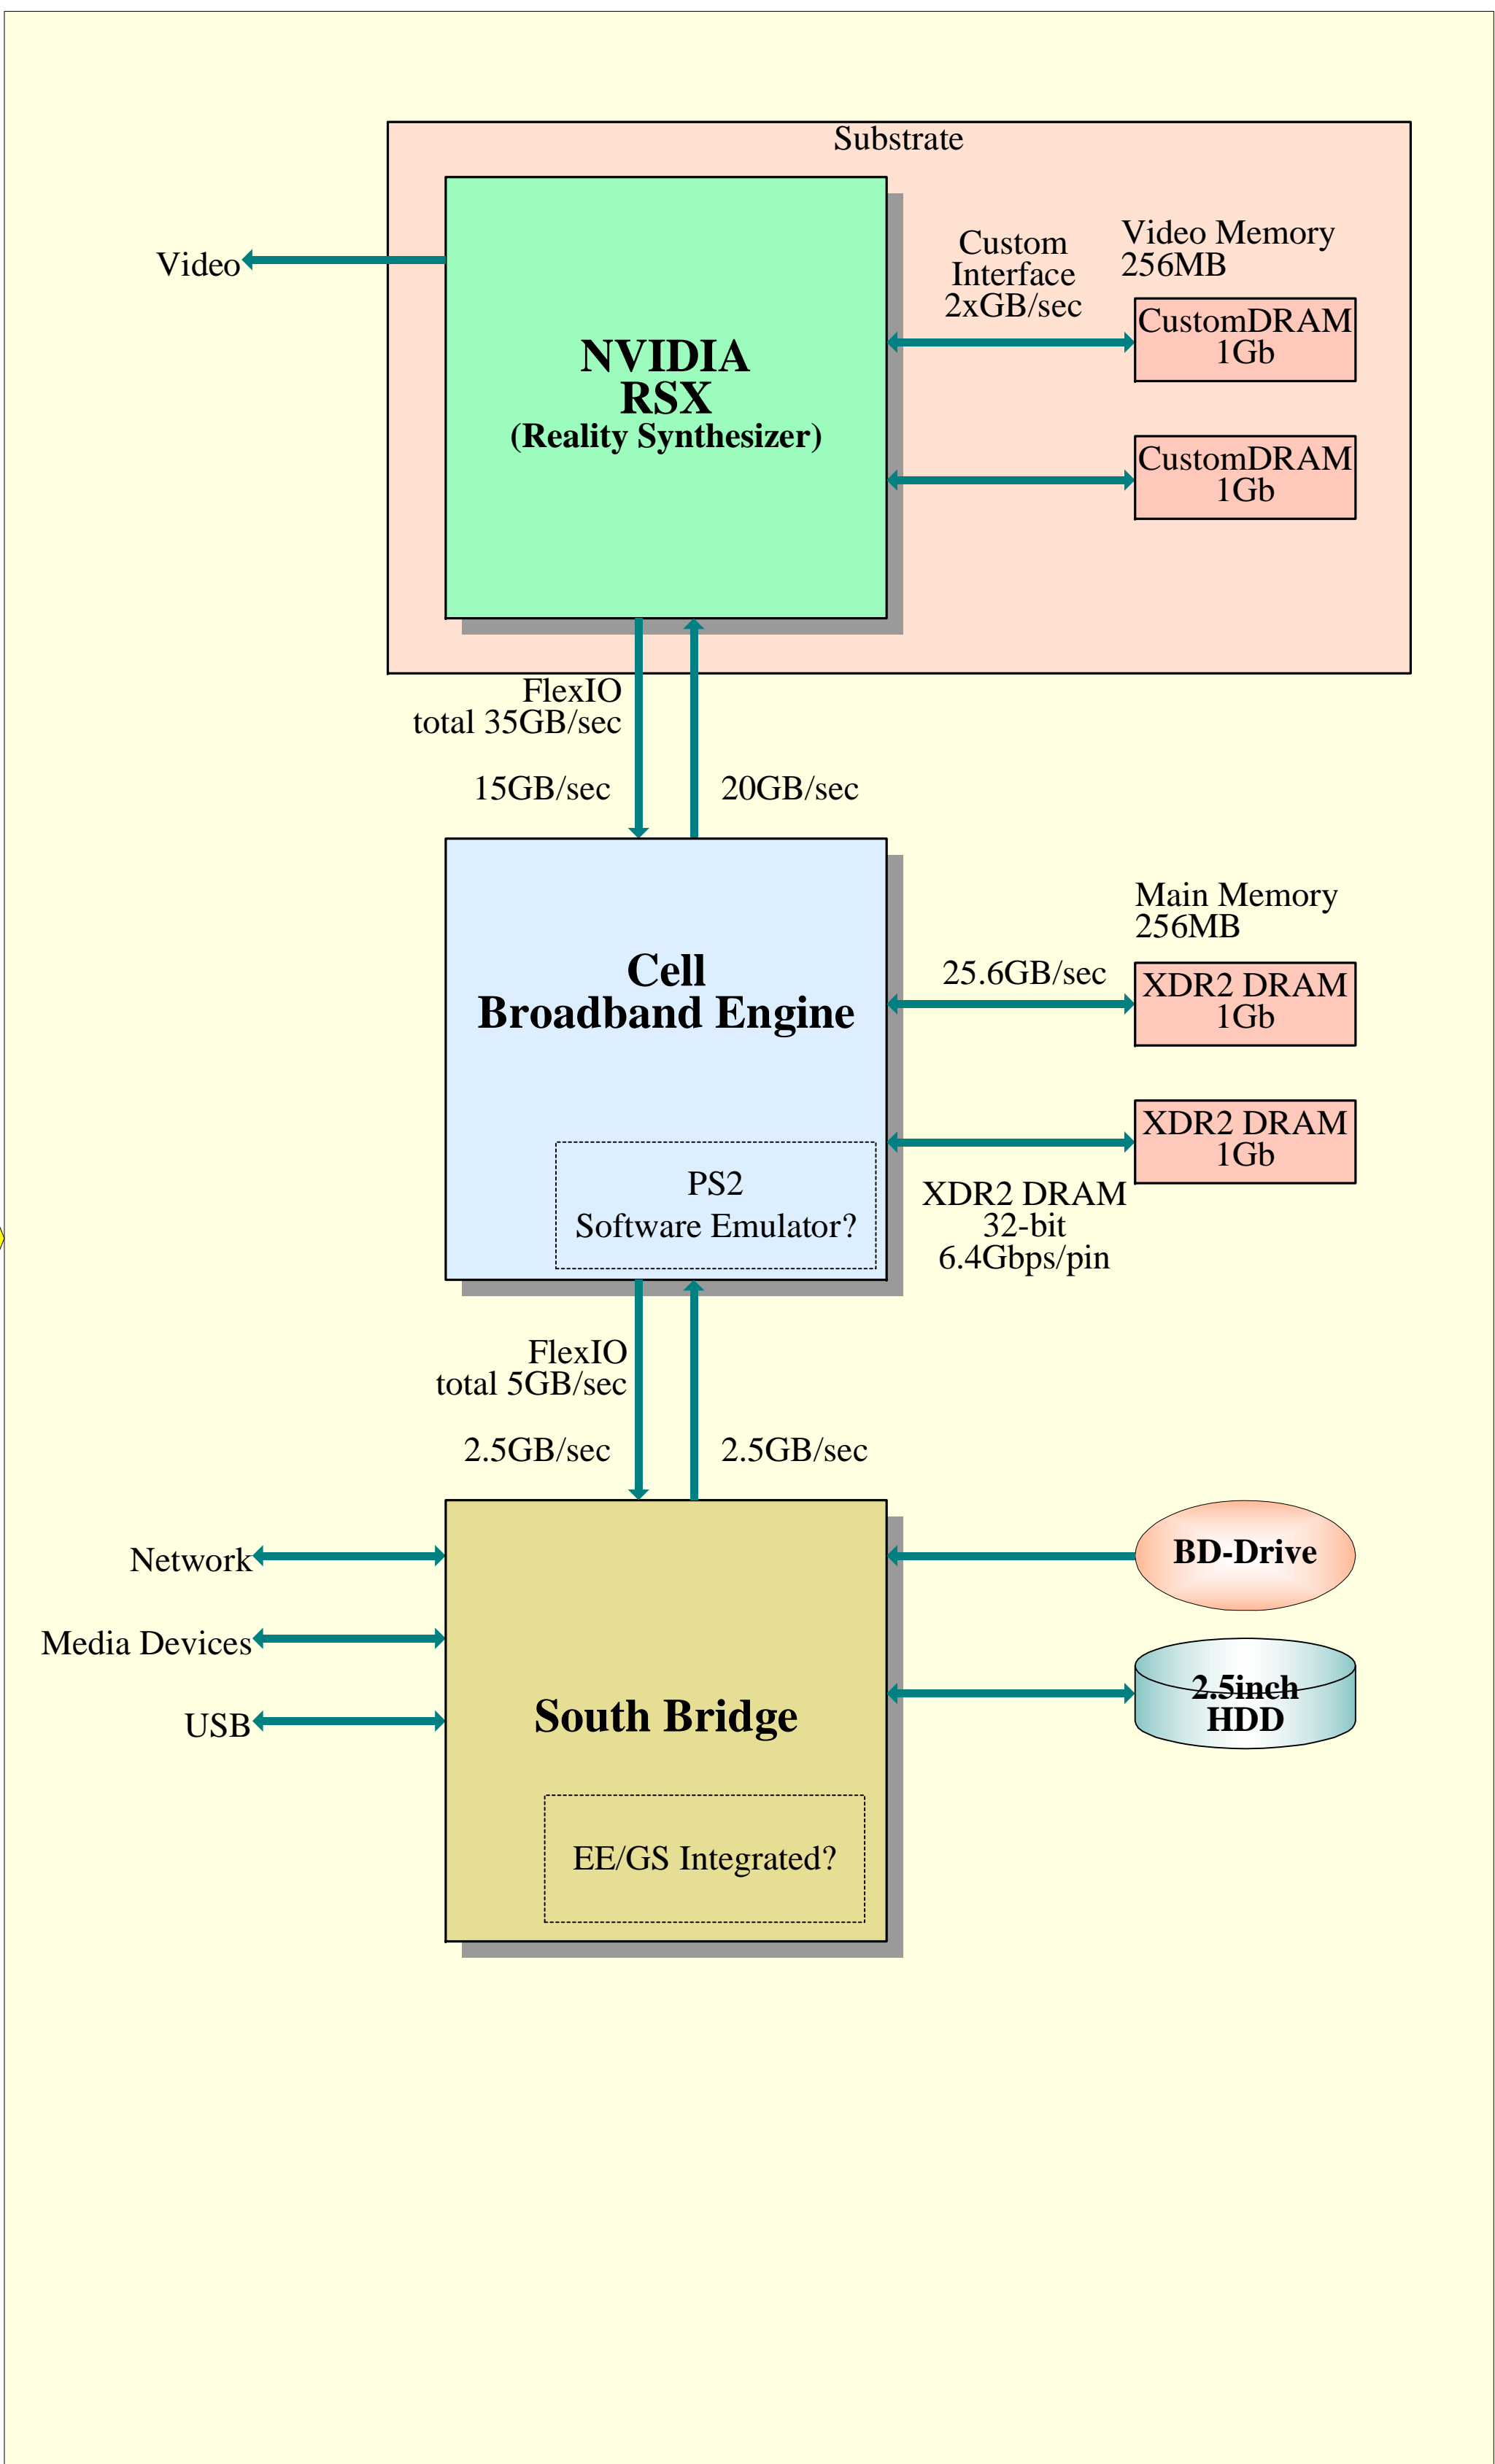 Substrate
Video
NVIDIA
RSX
(Reality Synthesizer)
Custom
Interface
2xGB/sec
Video Memory
256MB
CustomDRAM
1Gb
CustomDRAM
1Gb
FlexIO
total 35GB/sec
15GB/sec
20GB/sec
Cell
Broadband Engine
PS2
Software Emulator?
Main Memory
256MB
25.6GB/sec
XDR2 DRAM
1Gb
XDR2 DRAM
1Gb
XDR2 DRAM
32-bit
6.4Gbps/pin
FlexIO
total 5GB/sec
2.5GB/sec
2.5GB/sec
Network
Media Devices
USB
South Bridge
EE/GS Integrated?
BD-Drive
2.5inch
HDD